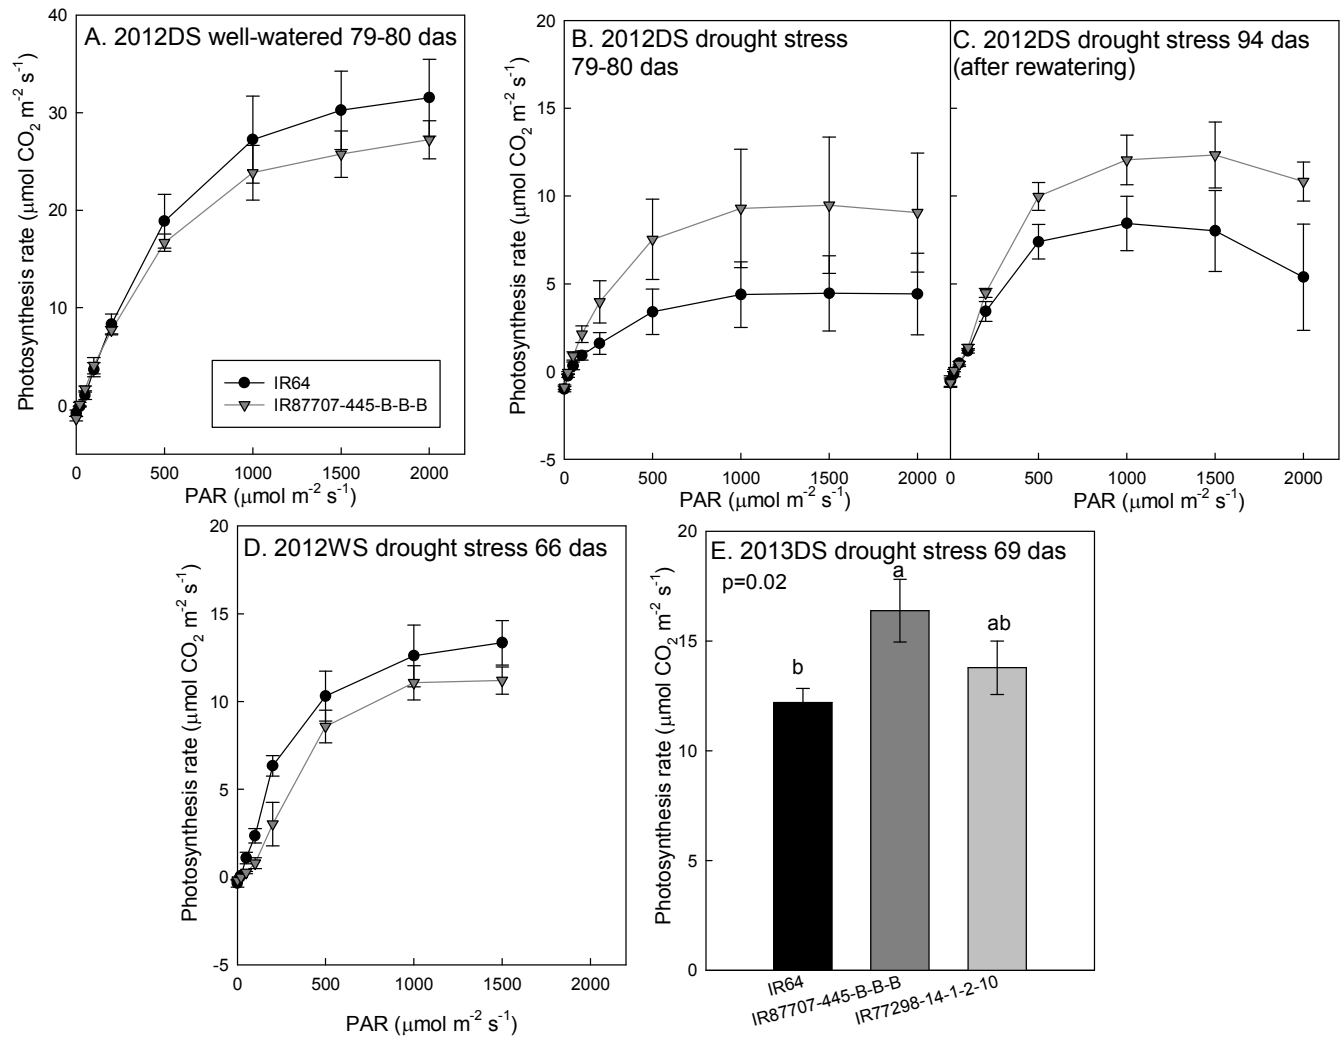 A. 2012DS well-watered 79-80 das
Photosynthesis rate (μmol CO2 m-2 s-1)
40
30
20
10
0
IR64
IR87707-445-B-B-B
0 500 1000 1500 2000
PAR (μmol m-2 s-1)
B. 2012DS drought stress
79-80 das
Photosynthesis rate (μmol CO2 m-2 s-1)
20
15
10
5
0
-5
0 500 1000 1500 2000
PAR (μmol m-2 s-1)
C. 2012DS drought stress 94 das
(after rewatering)
0 500 1000 1500 2000
PAR (μmol m-2 s-1)
D. 2012WS drought stress 66 das
Photosynthesis rate (μmol CO2 m-2 s-1)
20
15
10
5
0
-5
0 500 1000 1500 2000
PAR (μmol m-2 s-1)
E. 2013DS drought stress 69 das
p=0.02
Photosynthesis rate (μmol CO2 m-2 s-1)
20
15
10
5
0
b
a
ab
IR64
IR87707-445-B-B-B
IR77298-14-1-2-10